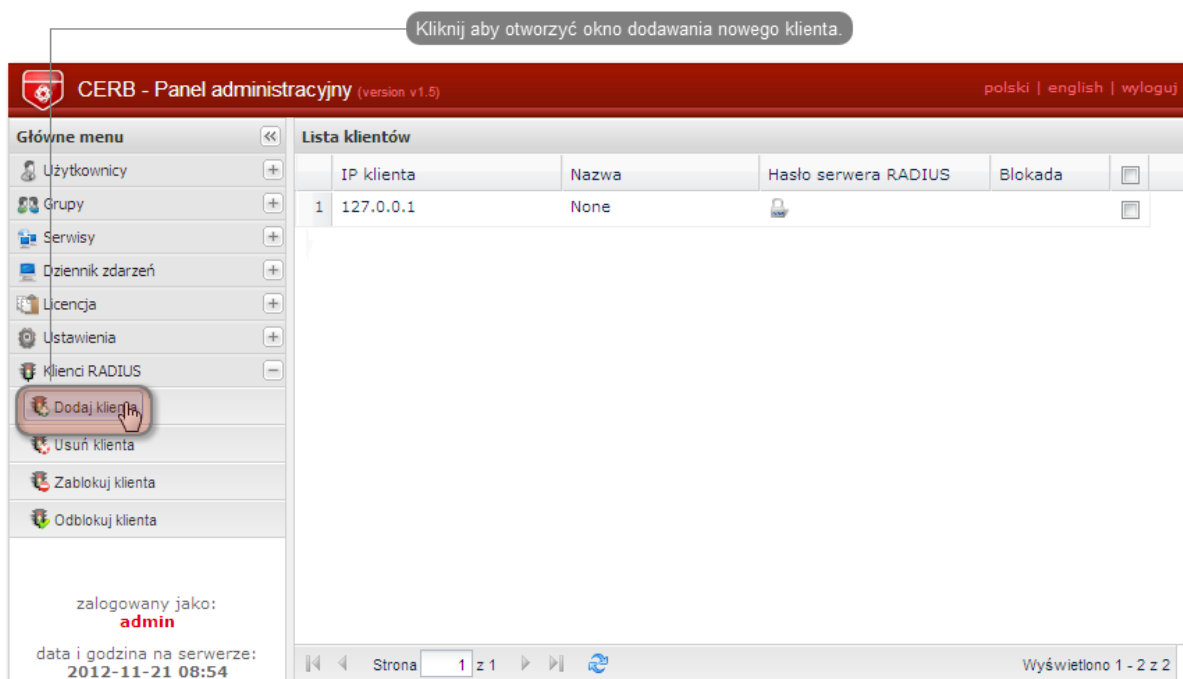 Kliknij aby otworzyć okno dodawania nowego klienta.
CERB - Panel administracyjny (version v1.5)
polski | english | wyloguj
Główne menu
Lista klientów
Użytkownicy
Grupy
Serwisy
Dziennik zdarzeń
Licencja
Ustawienia
Klienci RADIUS
Dodaj klienta
Usuń klienta
Zablokuj klienta
Odblokuj klienta
IP klienta Nazwa Hasło serwera RADIUS Blokada
1 127.0.0.1 None
zalogowany jako:
admin
data i godzina na serwerze:
2012-11-21 08:54
Strona 1 z 1
Wyświetlono 1 - 2 z 2